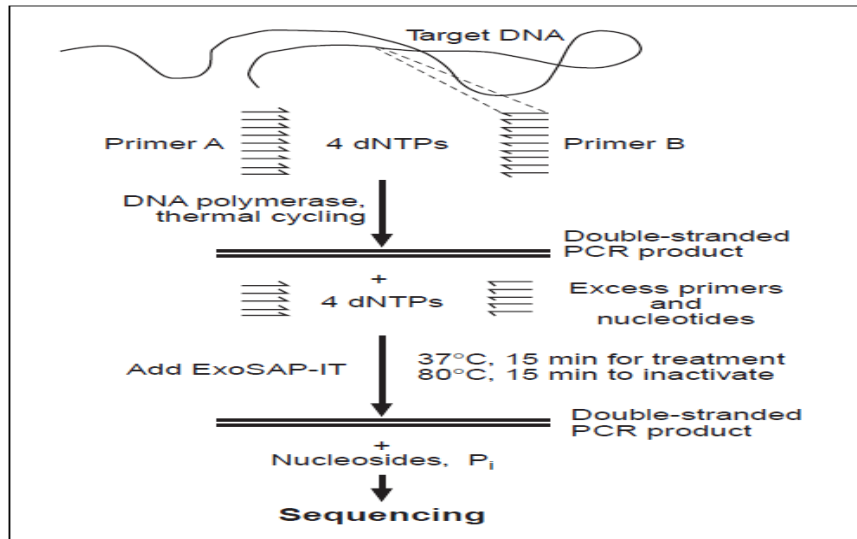 Target DNA
Primer A
4 dNTPs
Primer B
DNA polymerase,
thermal cycling
Double-stranded
PCR product
+
4 dNTPs
Excess primers
and
nucleotides
Add ExoSAP-IT
37°C, 15 min for treatment
80°C, 15 min to inactivate
Double-stranded
PCR product
+
Nucleosides, Pi
Sequencing